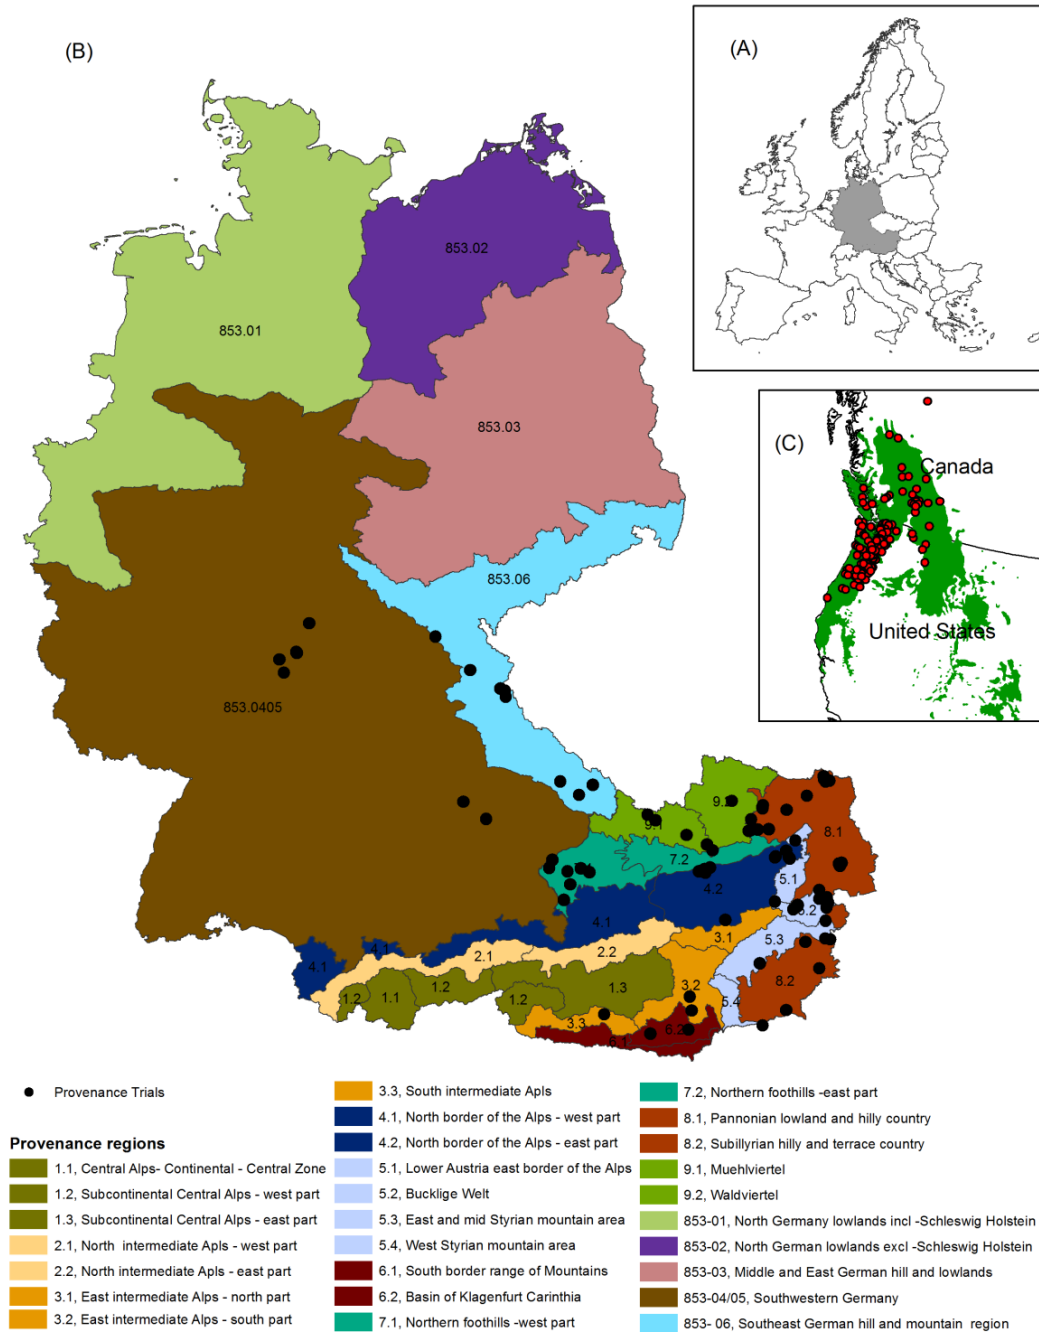 (B)
(A)
853.02
853.01
853.03
(C)
Canada
United States
853.06
853.0405
9.2
9.1
8.1
7.2
7.1
5.1
4.2
5.2
4.1
3.1
5.3
4.1
2.1
2.2
4.1
8.2
1.2
1.3
3.2
1.2
1.1
1.2
5.4
3.3
6.2
6.1
Provenance Trials
Provenance regions
1.1, Central Alps- Continental - Central Zone
1.2, Subcontinental Central Alps - west part
1.3, Subcontinental Central Alps - east part
2.1, North intermediate Apls - west part
2.2, North intermediate Apls - east part
3.1, East intermediate Alps - north part
3.2, East intermediate Alps - south part
3.3, South intermediate Apls
4.1, North border of the Alps - west part
4.2, North border of the Alps - east part
5.1, Lower Austria east border of the Alps
5.2, Bucklige Welt
5.3, East and mid Styrian mountain area
5.4, West Styrian mountain area
6.1, South border range of Mountains
6.2, Basin of Klagenfurt Carinthia
7.1, Northern foothills -west part
7.2, Northern foothills -east part
8.1, Pannonian lowland and hilly country
8.2, Subillyrian hilly and terrace country
9.1, Muehlviertel
9.2, Waldviertel
853-01, North Germany lowlands incl -Schleswig Holstein
853-02, North German lowlands excl -Schleswig Holstein
853-03, Middle and East German hill and lowlands
853-04/05, Southwestern Germany
853- 06, Southeast German hill and mountain region